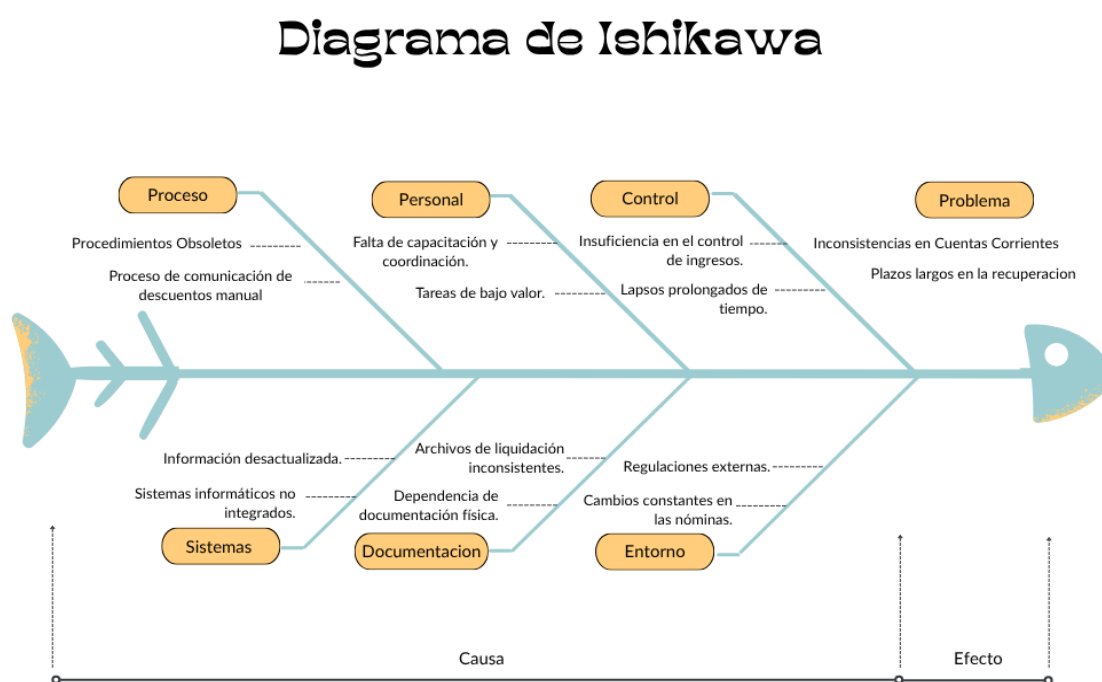 Diagrama de Ishikawa
Proceso
Procedimientos Obsoletos
Proceso de comunicación de
descuentos manual
Personal
Falta de capacitación y
coordinación.
Tareas de bajo valor.
Control
Insuficiencia en el control
de ingresos.
Lapsos prolongados de
tiempo.
Problema
Inconsistencias en Cuentas Corrientes
Plazos largos en la recuperacion
Información desactualizada.
Sistemas informáticos no
integrados.
Sistemas
Archivos de liquidación
inconsistentes.
Dependencia de
documentación física.
Documentacion
Regulaciones externas.
Cambios constantes en
las nóminas.
Entorno
Causa
Efecto